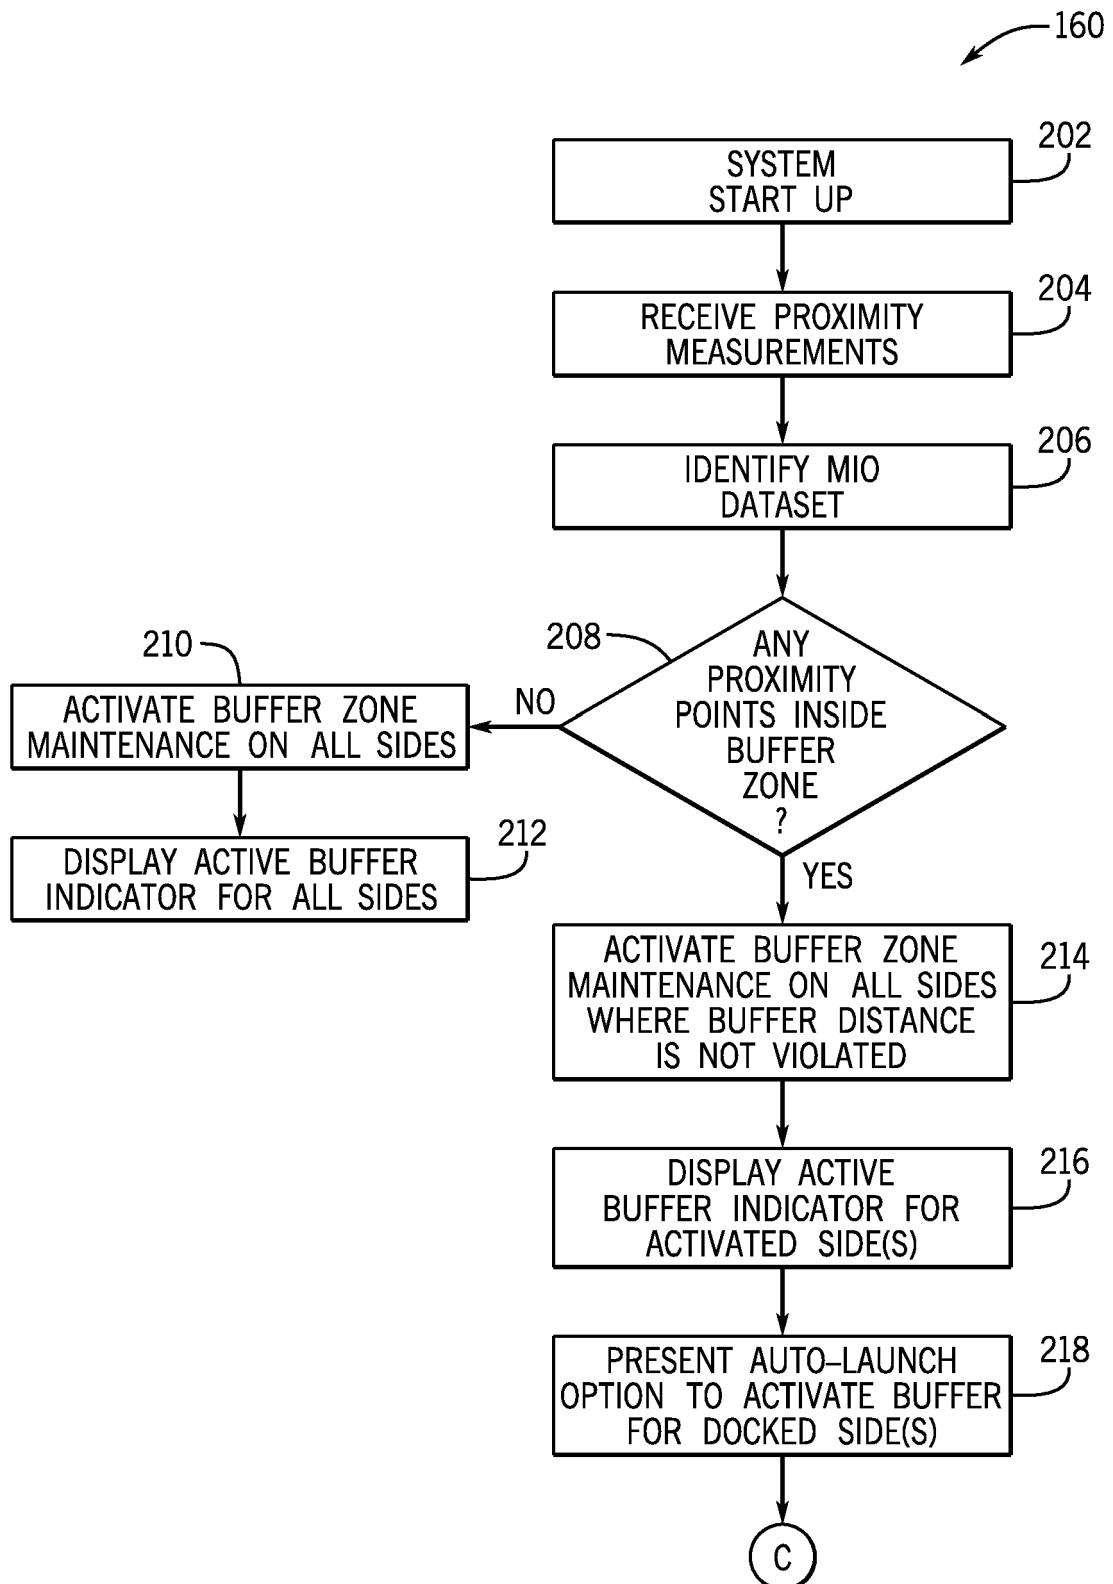 160
202
SYSTEM
START UP
204
RECEIVE PROXIMITY
MEASUREMENTS
206
IDENTIFY MIO
DATASET
208
ANY
PROXIMITY
POINTS INSIDE
BUFFER
ZONE
?
NO
210
ACTIVATE BUFFER ZONE
MAINTENANCE ON ALL SIDES
212
DISPLAY ACTIVE BUFFER
INDICATOR FOR ALL SIDES
YES
214
ACTIVATE BUFFER ZONE
MAINTENANCE ON ALL SIDES
WHERE BUFFER DISTANCE
IS NOT VIOLATED
216
DISPLAY ACTIVE
BUFFER INDICATOR FOR
ACTIVATED SIDE(S)
218
PRESENT AUTO–LAUNCH
OPTION TO ACTIVATE BUFFER
FOR DOCKED SIDE(S)
C